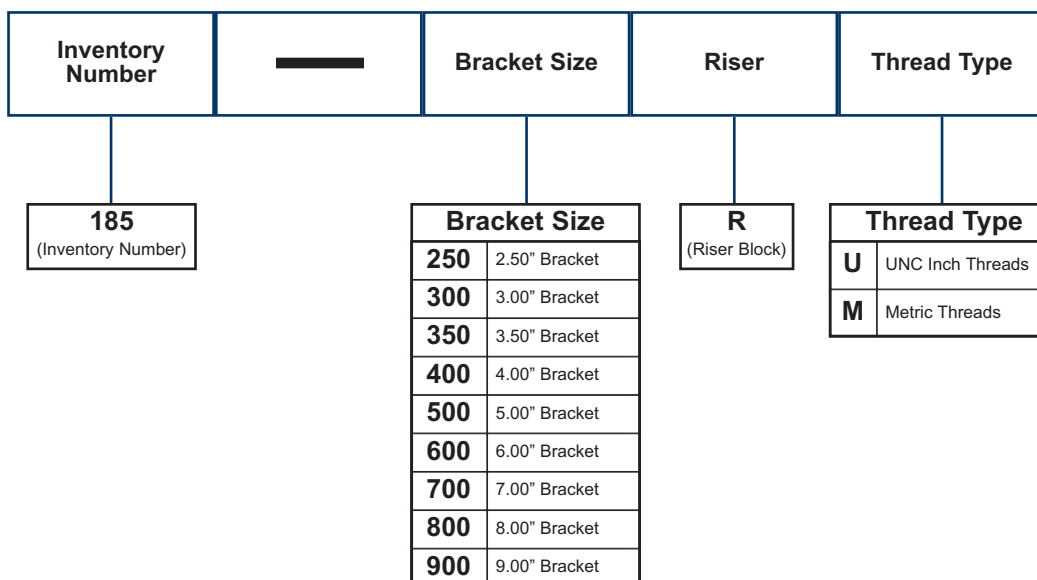 Inventory
Number
Bracket Size
Riser
Thread Type
185
(Inventory Number)
Bracket Size
250 2.50” Bracket
300 3.00” Bracket
350 3.50” Bracket
400 4.00” Bracket
500 5.00” Bracket
600 6.00” Bracket
700 7.00” Bracket
800 8.00” Bracket
900 9.00” Bracket
R
(Riser Block)
Thread Type
U UNC Inch Threads
M Metric Threads